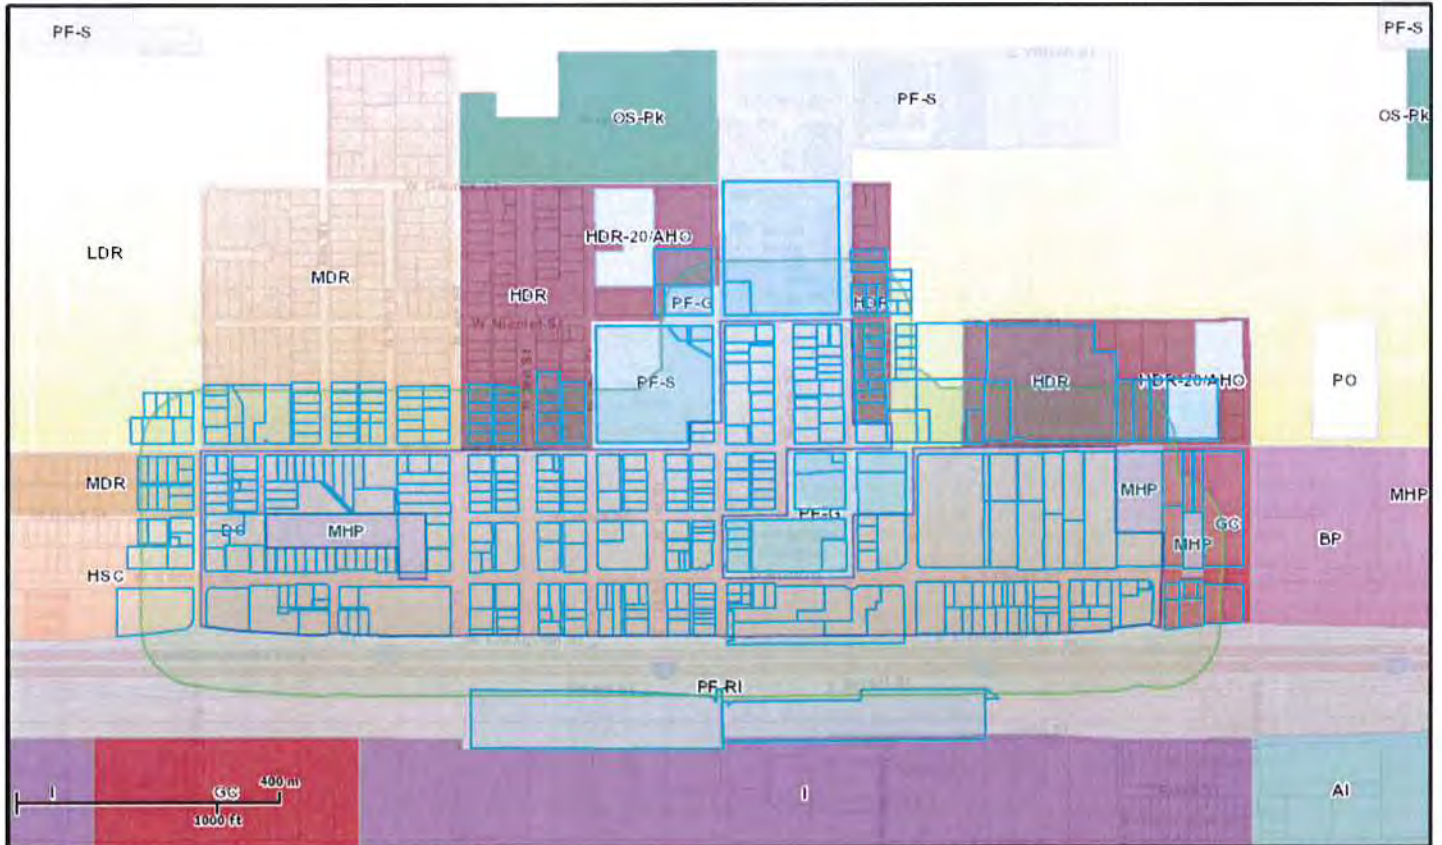 PF-S
PF-S
PF-S
OS-Pk
OS-Pk
HDR-20/AHO
LDR
MDR
HDR
PF-G
HDR
W Nicolet St
PF-S
HDR
HDR-20/AHO
PO
MDR
MHP
MHP
PF-G
DC
MHP
GC
MHP
BP
HSC
PF-RI
I
GC
400 m
1000 ft
I
AI